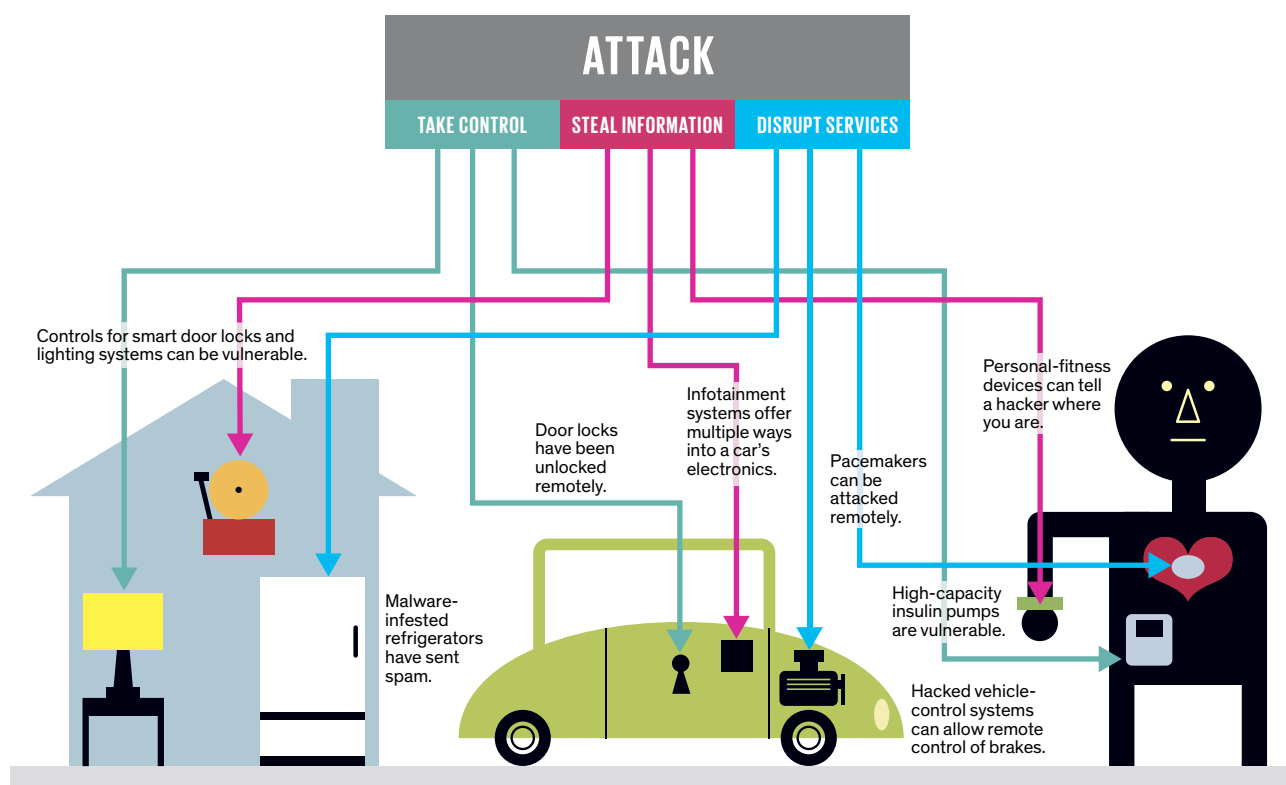 ATTACK
TAKE CONTROL
STEAL INFORMATION
DISRUPT SERVICES
Controls for smart door locks and
lighting systems can be vulnerable.
Door locks
have been
unlocked
remotely.
Infotainment
systems offer
multiple ways
into a car’s
electronics.
Pacemakers
can be
attacked
remotely.
Personal-fitness
devices can tell
a hacker where
you are.
Malware-
infested
refrigerators
have sent
spam.
High-capacity
insulin pumps
are vulnerable.
Hacked vehicle-
control systems
can allow remote
control of brakes.